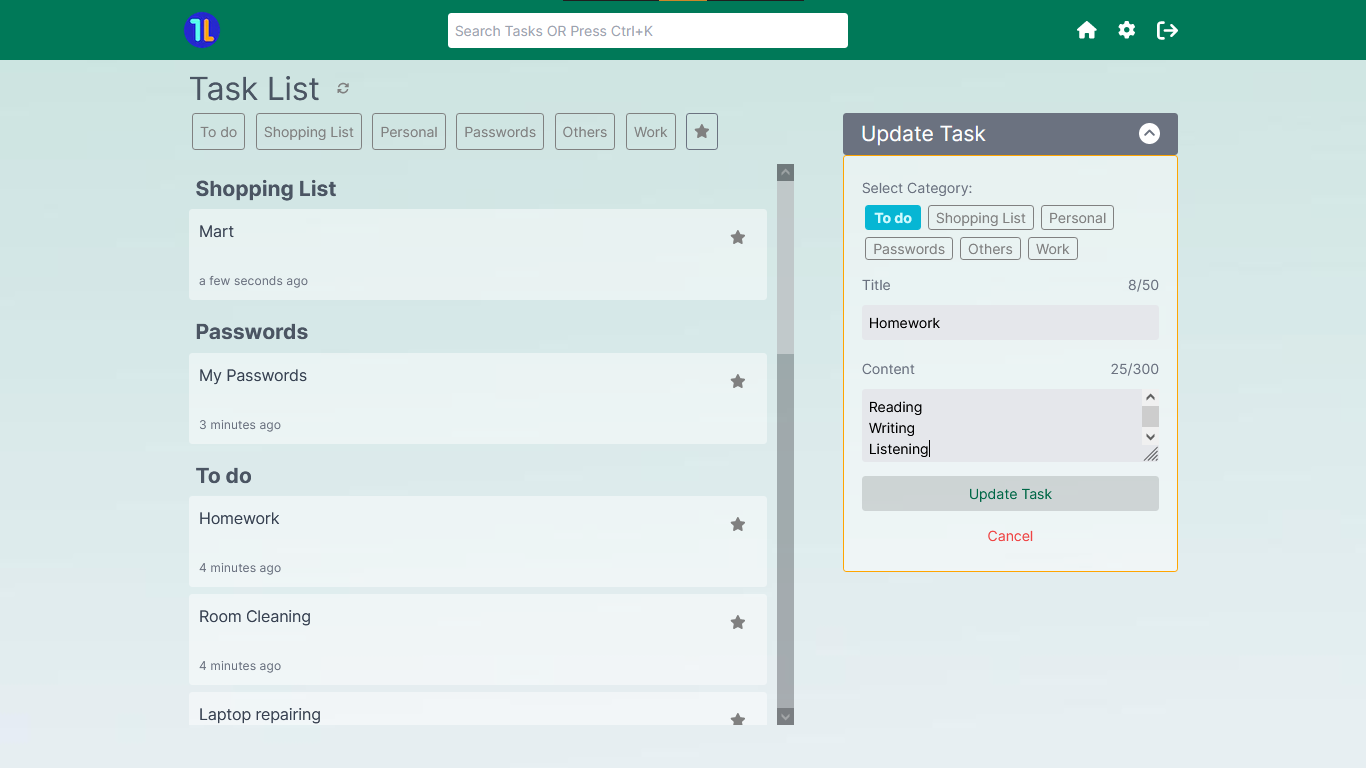 TL
Search Tasks OR Press Ctrl+K
Task List
To do Shopping List Personal Passwords Others Work
Shopping List
Mart
a few seconds ago
Passwords
My Passwords
3 minutes ago
To do
Homework
4 minutes ago
Room Cleaning
4 minutes ago
Laptop repairing
Update Task
Select Category:
To do Shopping List Personal
Passwords Others Work
Title 8/50
Homework
Content 25/300
Reading
Writing
Listening
Update Task
Cancel